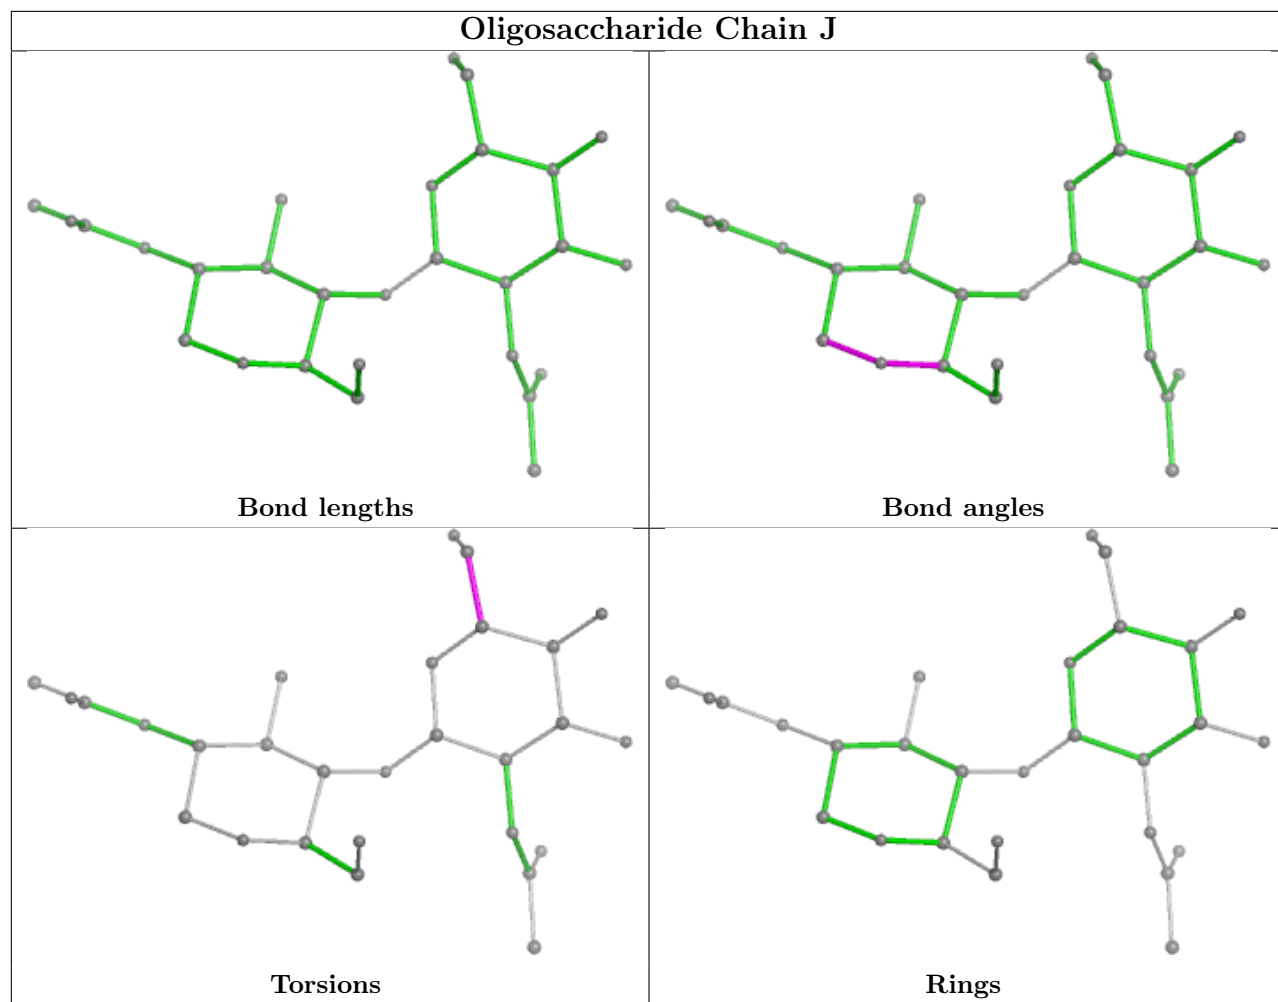 Oligosaccharide Chain J
Bond lengths
Bond angles
Torsions
Rings